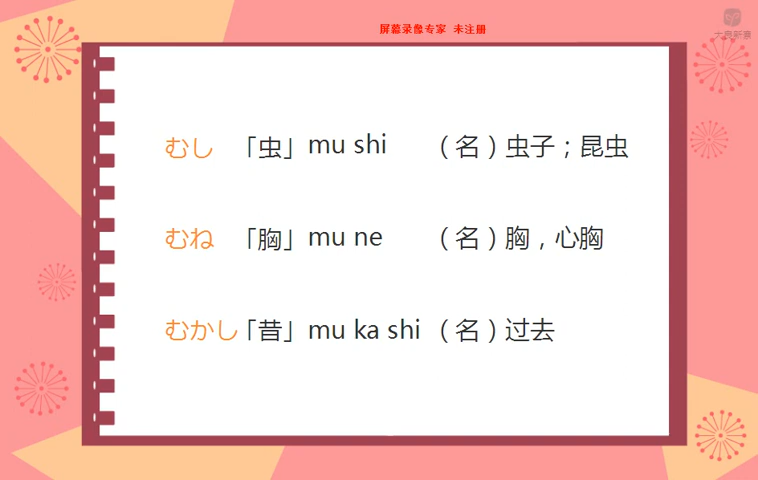 屏幕录像专家 未注册
むし 「虫」 mu shi （名）虫子；昆虫
むね 「胸」 mu ne （名）胸，心胸
むかし「昔」 mu ka shi （名）过去